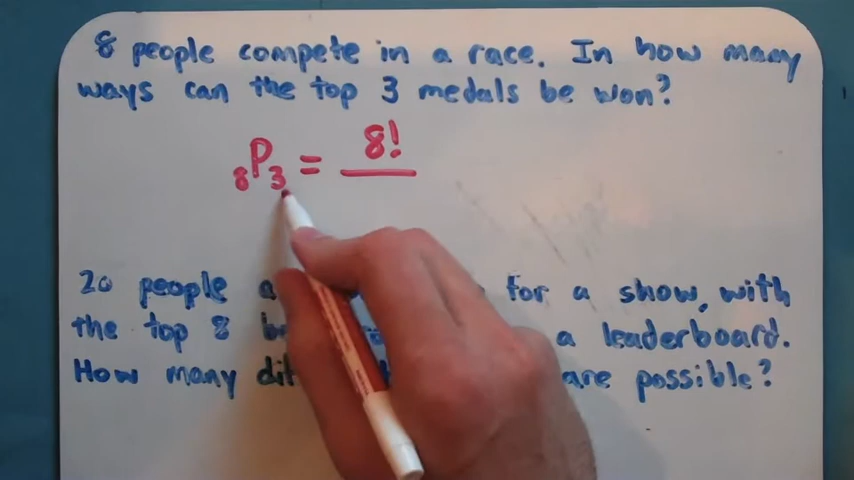 8 people compete in a race. In how many
ways can the top 3 medals be won?
8P3 = 8!
20 people for a show, with
the top 8 a leaderboard.
How many are possible?